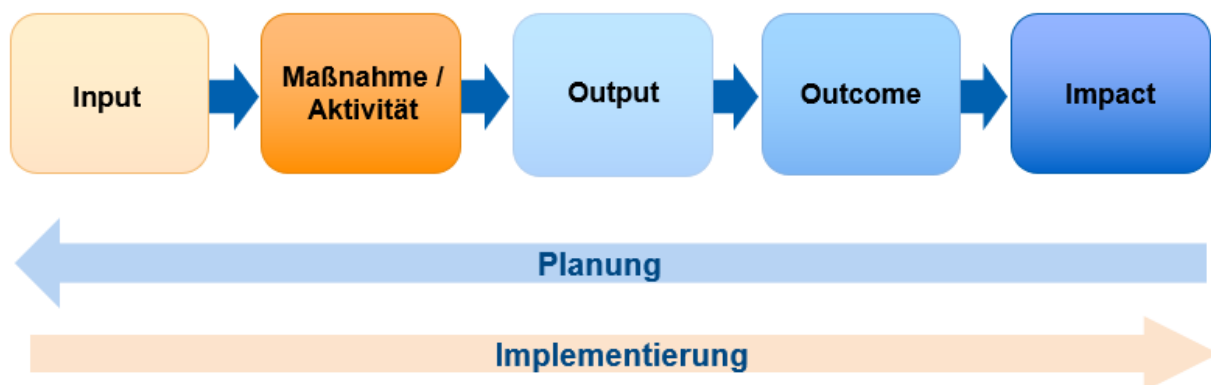 Input
Maßnahme /
Aktivität
Output
Outcome
Impact
Planung
Implementierung